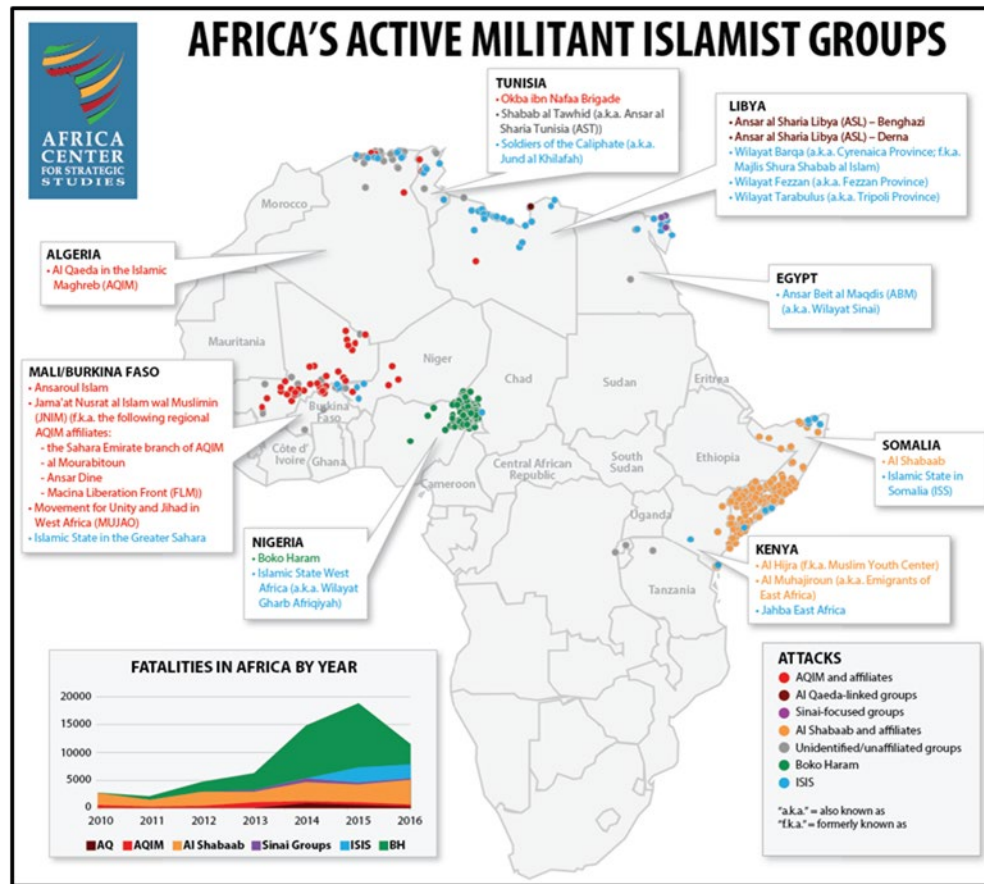 AFRICA'S ACTIVE MILITANT ISLAMIST GROUPS
AFRICA
CENTER
FOR STRATEGIC
STUDIES
TUNISIA
• Okba ibn Nafaa Brigade
• Shabab al Tawhid (a.k.a. Ansar al
Sharia Tunisia (AST))
• Soldiers of the Caliphate (a.k.a.
Jund al Khilafah)
LIBYA
• Ansar al Sharia Libya (ASL) – Benghazi
• Ansar al Sharia Libya (ASL) – Derna
• Wilayat Barqa (a.k.a. Cyrenaica Province; f.k.a.
Majlis Shura Shabab al Islam)
• Wilayat Fezzan (a.k.a. Fezzan Province)
• Wilayat Tarabulus (a.k.a. Tripoli Province)
Morocco
ALGERIA
• Al Qaeda in the Islamic
Maghreb (AQIM)
EGYPT
• Ansar Beit al Maqdis (ABM)
(a.k.a. Wilayat Sinai)
Mauritania
Niger
Chad
Sudan
Eritrea
MALI/BURKINA FASO
• Ansaroul Islam
• Jama'at Nusrat al Islam wal Muslimin
(JNIM) (f.k.a. the following regional
AQIM affiliates:
- the Sahara Emirate branch of AQIM
- al Mourabitoun
- Ansar Dine
- Macina Liberation Front (FLM))
• Movement for Unity and Jihad in
West Africa (MUJAO)
• Islamic State in the Greater Sahara
Burkina
Faso
Côte d'
Ivoire
Ghana
Cameroon
Central African
Republic
South
Sudan
Ethiopia
Uganda
Tanzania
SOMALIA
• Al Shabaab
• Islamic State in
Somalia (ISS)
NIGERIA
• Boko Haram
• Islamic State West
Africa (a.k.a. Wilayat
Gharb Afriqiyah)
KENYA
• Al Hijra (f.k.a. Muslim Youth Center)
• Al Muhajiroun (a.k.a. Emigrants of
East Africa)
• Jahba East Africa
FATALITIES IN AFRICA BY YEAR
20000
15000
10000
5000
0
2010 2011 2012 2013 2014 2015 2016
AQ AQIM Al Shabaab Sinai Groups ISIS BH
ATTACKS
AQIM and affiliates
Al Qaeda-linked groups
Sinai-focused groups
Al Shabaab and affiliates
Unidentified/unaffiliated groups
Boko Haram
ISIS
"a.k.a." = also known as
"f.k.a." = formerly known as